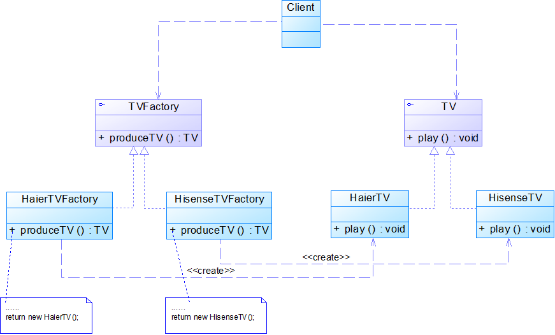 Client
TVFactory
+ produceTV () : TV
TV
+ play () : void
HaierTVFactory
+ produceTV () : TV
HisenseTVFactory
+ produceTV () : TV
HaierTV
+ play () : void
HisenseTV
+ play () : void
<<create>>
<<create>>
.......
return new HaierTV();
.......
return new HisenseTV();